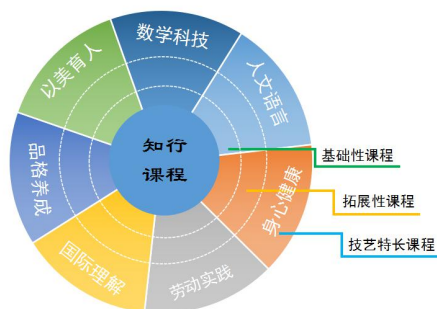 数学科技
人文语言
身心健康
劳动实践
国际理解
品格养成
以美育人
知行
课程
基础性课程
拓展性课程
技艺特长课程